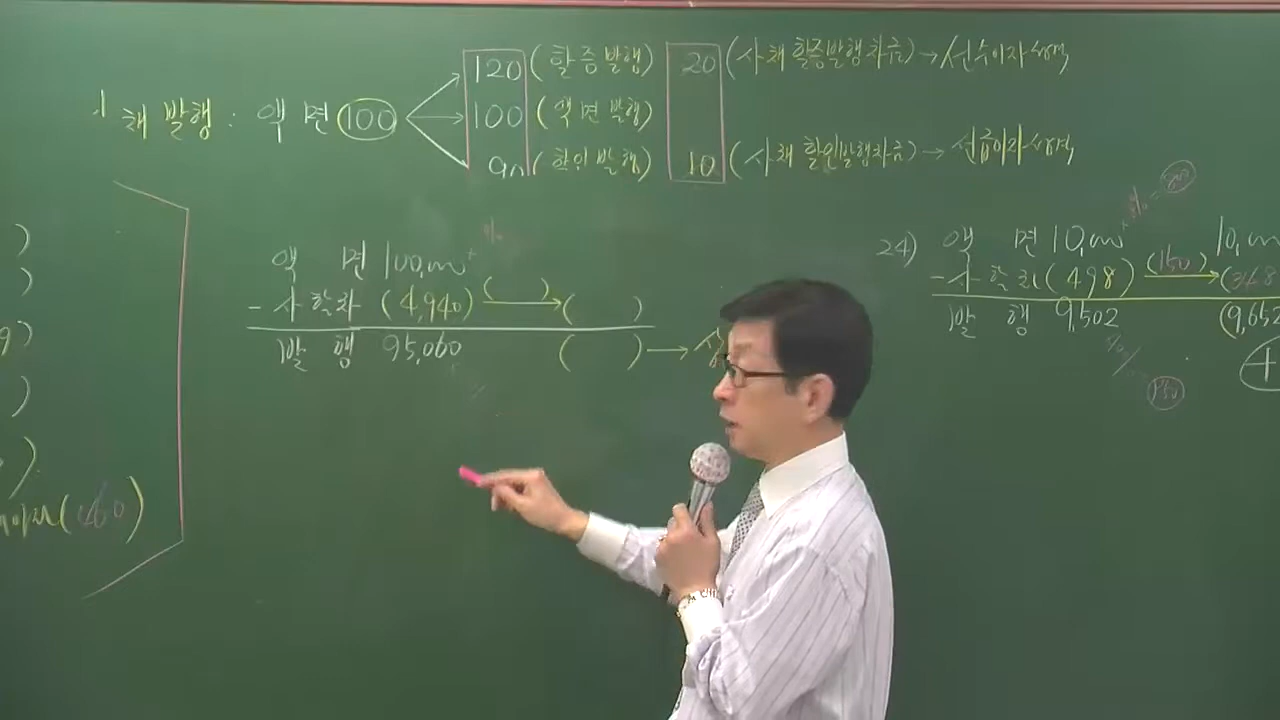 120 (할증발행) 20 (사채할증발행차금) → 선수이자성격
사채발행 : 액면 100 100 (액면발행)
90 (할인발행) 10 (사채할인발행차금) → 선급이자성격
액 면 100,000
- 사할차 (4,940) ( ) → ( )
발 행 95,060 ( ) →
24) 액 면 10,000 10,000
- 사할차 (498) (150) → (348
발 행 9,502 (9,652
150
(460)
+